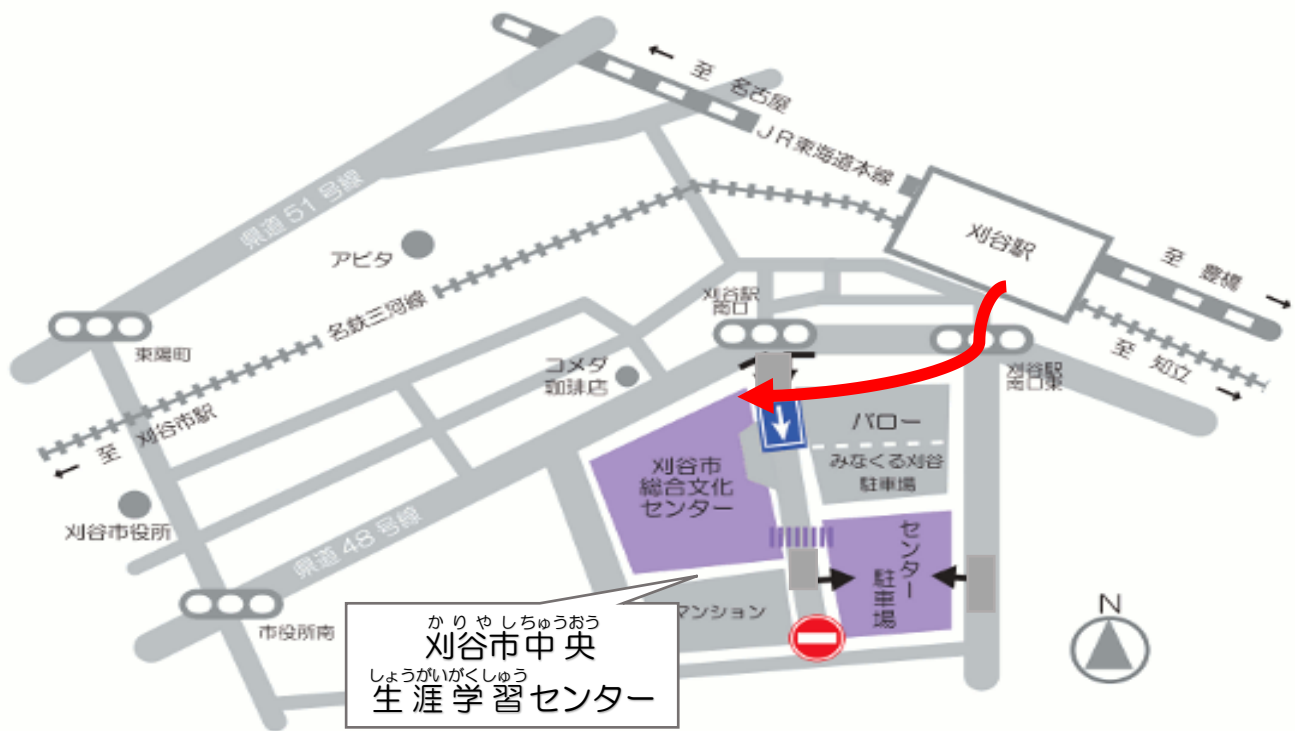 ← 至 名古屋
JR東海道本線
県道51号線
刈谷駅
至 豊橋 →
アピタ
刈谷駅
南口
名鉄三河線
東陽町
コメダ
珈琲店
刈谷駅
南口東
至 知立 →
← 至 刈谷市駅
バロー
みなくる刈谷
駐車場
刈谷市
総合文化
センター
刈谷市役所
県道48号線
センター
駐車場
市役所南
マンション
N
かりやしちゅうおう
刈谷市中央
しょうがいがくしゅう
生涯学習センター